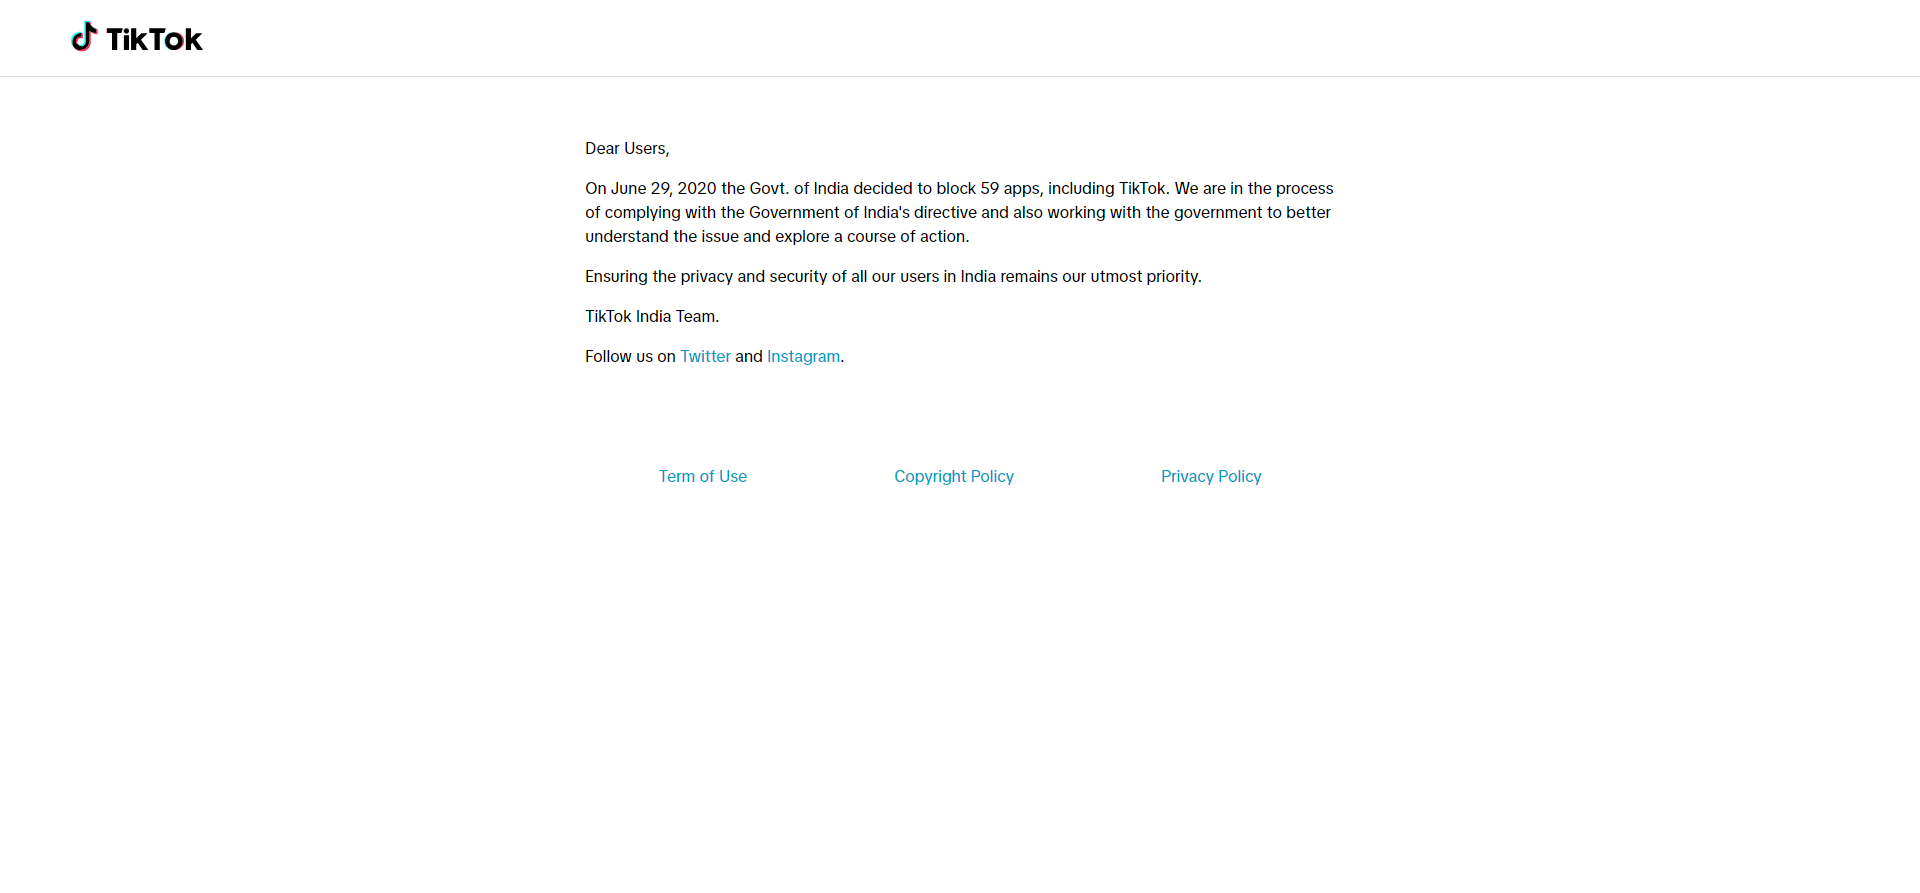 TikTok
Dear Users,
On June 29, 2020 the Govt. of India decided to block 59 apps, including TikTok. We are in the process
of complying with the Government of India's directive and also working with the government to better
understand the issue and explore a course of action.
Ensuring the privacy and security of all our users in India remains our utmost priority.
TikTok India Team.
Follow us on Twitter and Instagram.
Term of Use Copyright Policy Privacy Policy